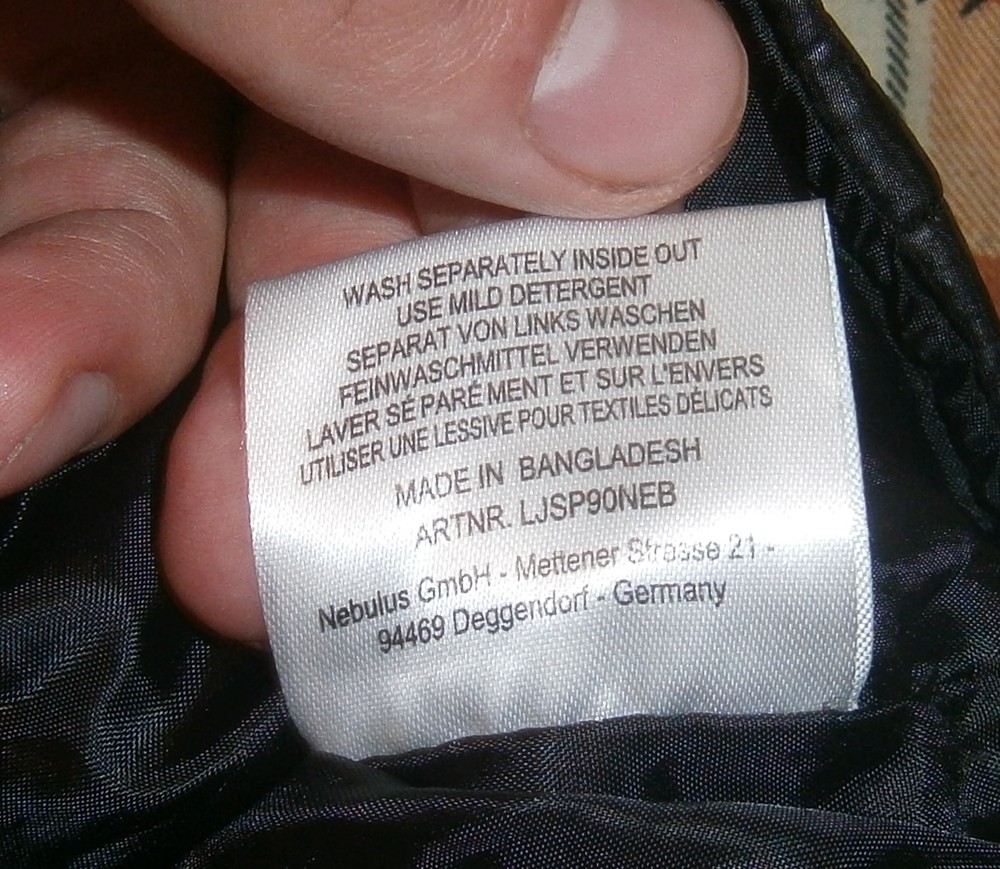 WASH SEPARATELY INSIDE OUT
USE MILD DETERGENT
SEPARAT VON LINKS WASCHEN
FEINWASCHMITTEL VERWENDEN
LAVER SÉ PARÉ MENT ET SUR L'ENVERS
UTILISER UNE LESSIVE POUR TEXTILES DÉLICATS
MADE IN BANGLADESH
ARTNR. LJSP90NEB
Nebulus GmbH - Mettener Strasse 21 -
94469 Deggendorf - Germany